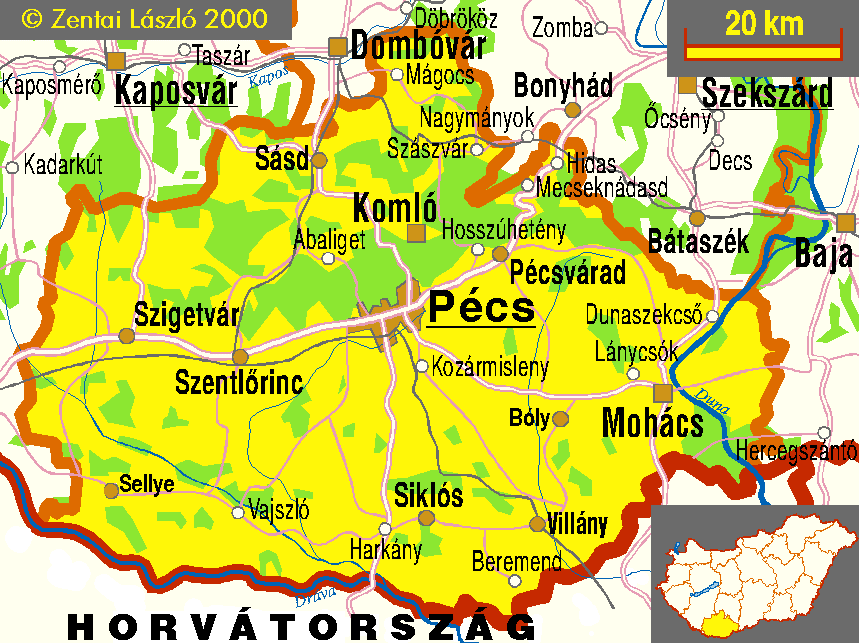 © Zentai László 2000
Döbrököz
Zomba
20 km
Taszár
Dombóvár
Kaposmérő
Kapos
Mágocs
Kaposvár
Bonyhád
Szekszárd
Nagymányok
Őcsény
Szászvár
Kadarkút
Sásd
Hidas
Decs
Mecseknádasd
Komló
Abaliget
Hosszúhetény
Bátaszék
Baja
Pécsvárad
Pécs
Szigetvár
Dunaszekcső
Lánycsók
Kozármisleny
Szentlőrinc
Duna
Bóly
Mohács
Hercegszántó
Sellye
Siklós
Vajszló
Villány
Harkány
Beremend
Dráva
HORVÁTORSZÁG